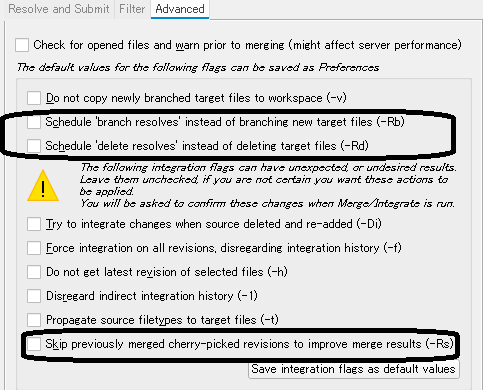 Resolve and Submit Filter Advanced
Check for opened files and warn prior to merging (might affect server performance)
The default values for the following flags can be saved as Preferences
Do not copy newly branched target files to workspace (-v)
Schedule 'branch resolves' instead of branching new target files (-Rb)
Schedule 'delete resolves' instead of deleting target files (-Rd)
The following integration flags can have unexpected, or undesired results.
Leave them unchecked, if you are not certain you want these actions to
be applied.
You will be asked to confirm these changes when Merge/Integrate is run.
Try to integrate changes when source deleted and re-added (-Di)
Force integration on all revisions, disregarding integration history (-f)
Do not get latest revision of selected files (-h)
Disregard indirect integration history (-1)
Propagate source filetypes to target files (-t)
Skip previously merged cherry-picked revisions to improve merge results (-Rs)
Save integration flags as default values